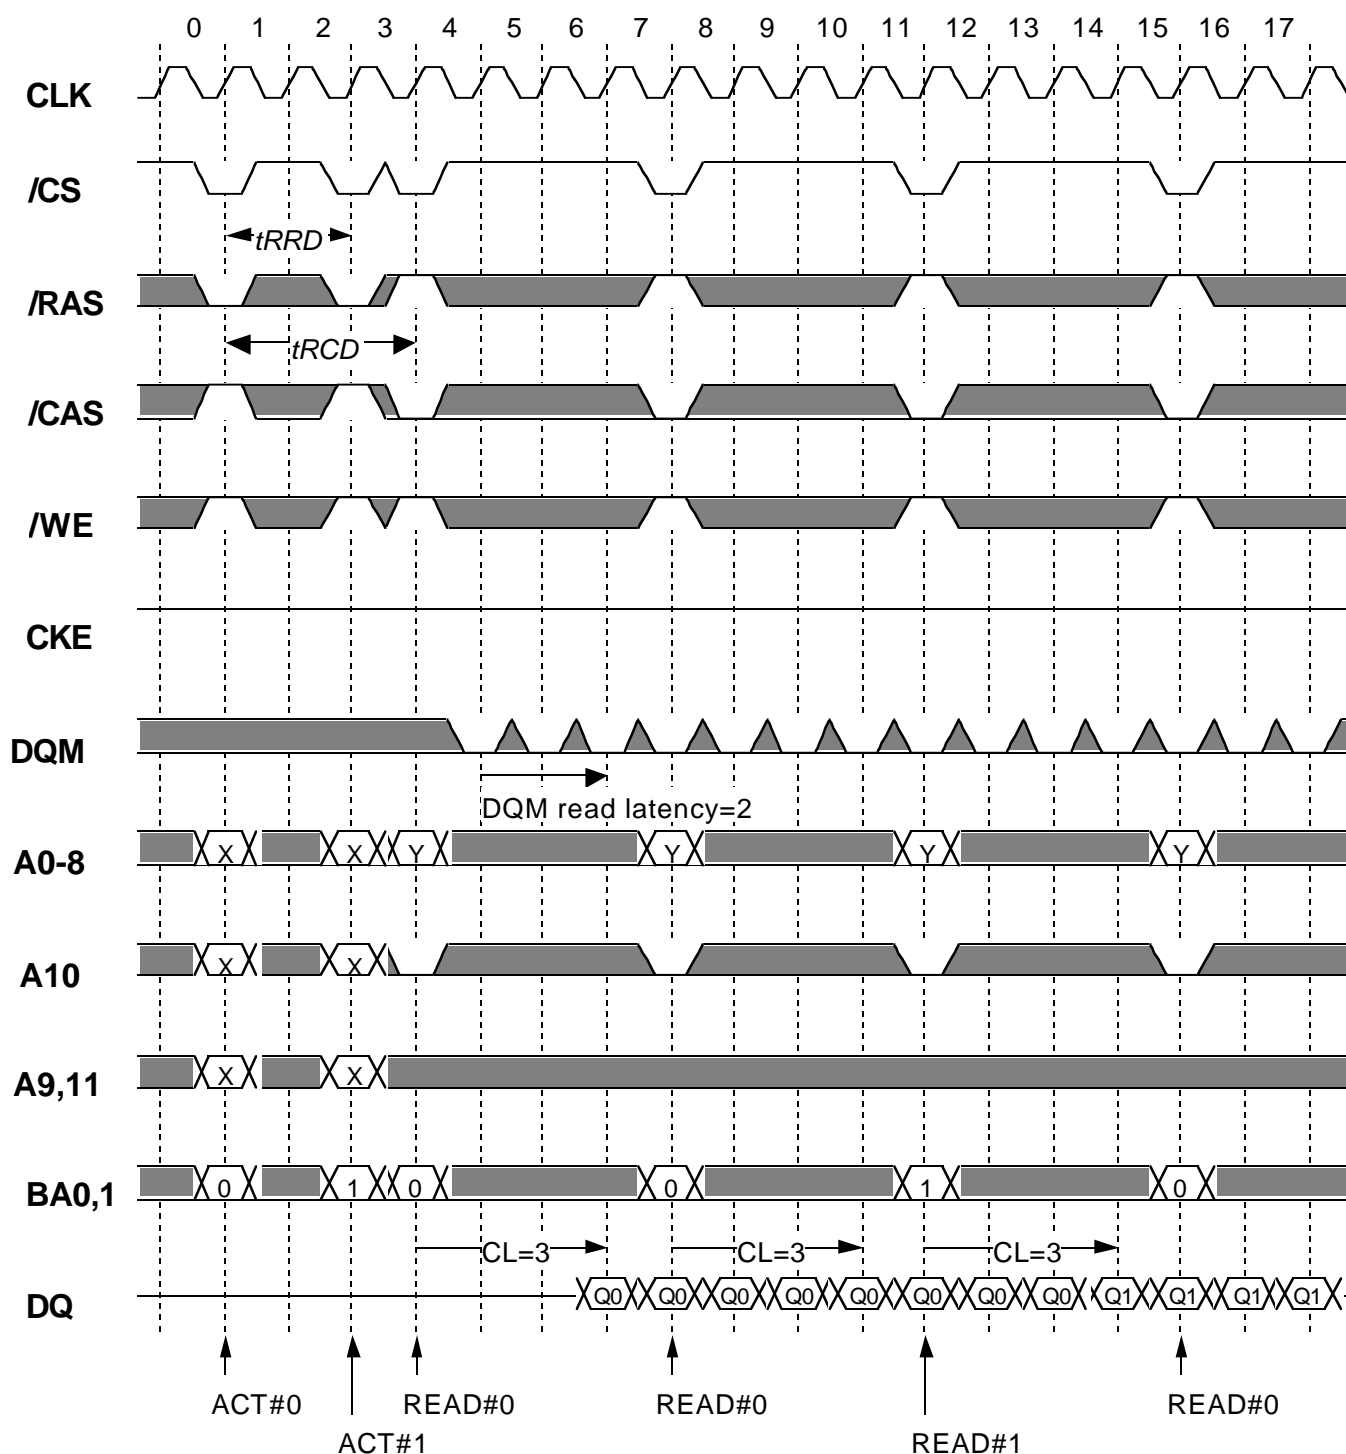 0 1 2 3 4 5 6 7 8 9 10 11 12 13 14 15 16 17
CLK
/CS
tRRD
/RAS
tRCD
/CAS
/WE
CKE
DQM
DQM read latency=2
A0-8 X X Y Y Y Y
A10 X X
A9,11 X X
BA0,1 0 1 0 0 1 0
CL=3 CL=3 CL=3
DQ Q0 Q0 Q0 Q0 Q0 Q0 Q0 Q0 Q1 Q1 Q1 Q1
ACT#0 READ#0 READ#0 READ#0
ACT#1 READ#1